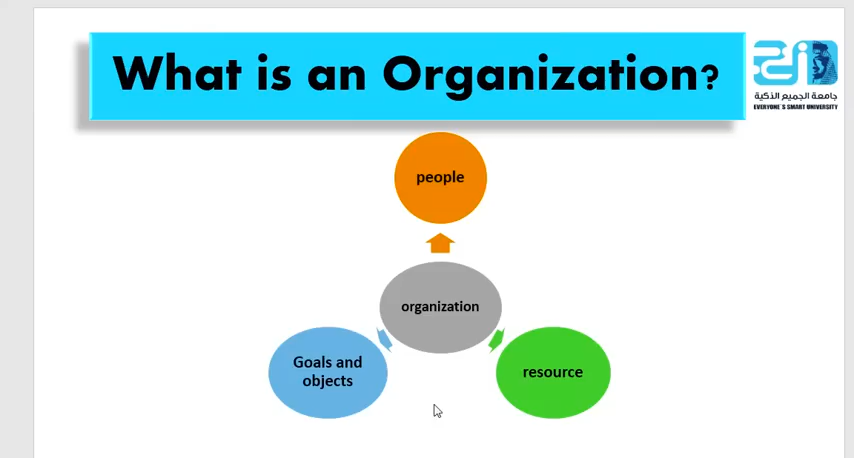 What is an Organization?
جامعة الجميع الذكية
EVERYONE'S SMART UNIVERSITY
people
organization
Goals and
objects
resource